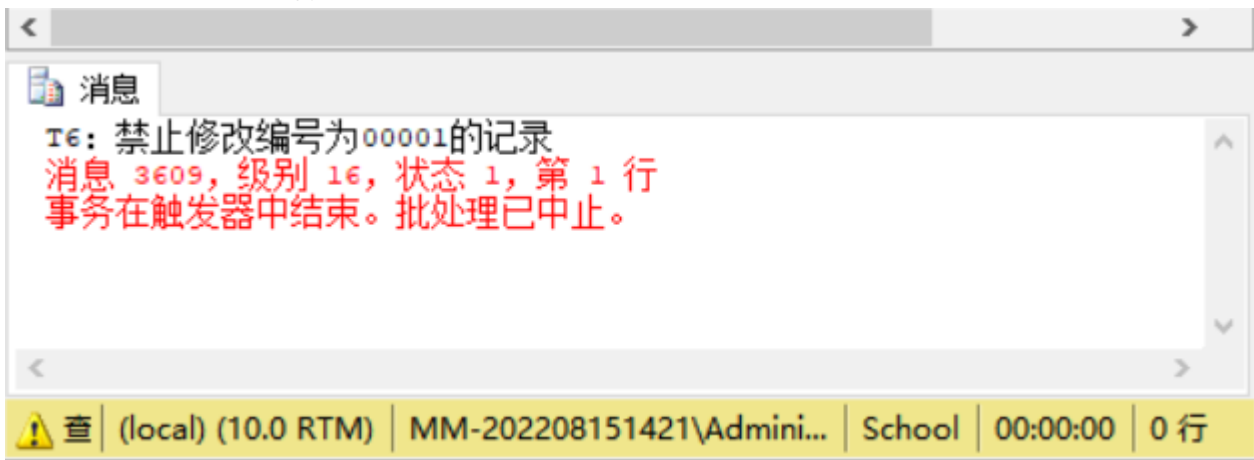 消息
T6: 禁止修改编号为00001的记录
消息 3609，级别 16，状态 1，第 1 行
事务在触发器中结束。批处理已中止。
查 (local) (10.0 RTM) MM-202208151421\Admini... School 00:00:00 0 行